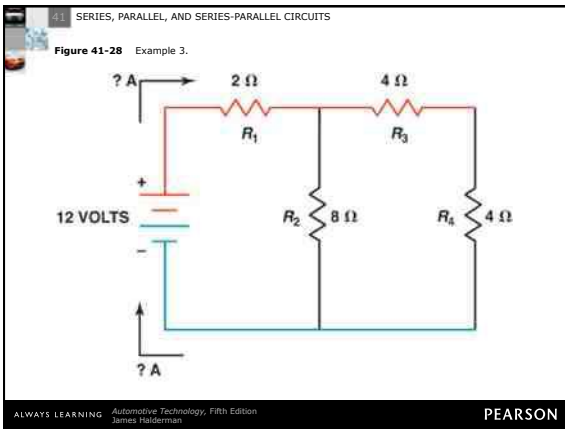 41 SERIES, PARALLEL, AND SERIES-PARALLEL CIRCUITS
Figure 41-28 Example 3.
? A
2 Ω
4 Ω
R1
R3
+
12 VOLTS
R2
8 Ω
R4
4 Ω
−
? A
ALWAYS LEARNING
Automotive Technology, Fifth Edition
James Halderman
PEARSON